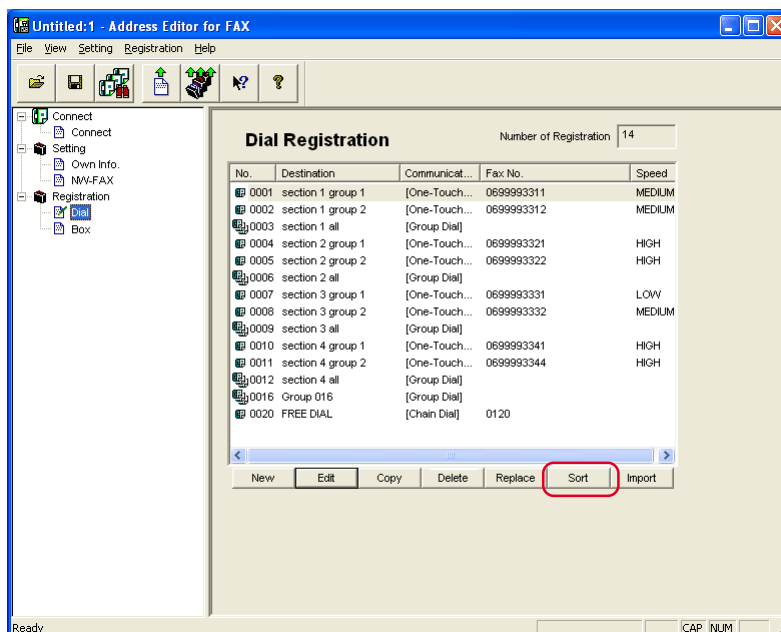 Untitled:1 - Address Editor for FAX
File View Setting Registration Help
Connect
Connect
Setting
Own Info.
NW-FAX
Registration
Dial
Box
Dial Registration
Number of Registration 14
No. Destination Communicat... Fax No. Speed
0001 section 1 group 1 [One-Touch... 0699993311 MEDIUM
0002 section 1 group 2 [One-Touch... 0699993312 MEDIUM
0003 section 1 all [Group Dial]
0004 section 2 group 1 [One-Touch... 0699993321 HIGH
0005 section 2 group 2 [One-Touch... 0699993322 HIGH
0006 section 2 all [Group Dial]
0007 section 3 group 1 [One-Touch... 0699993331 LOW
0008 section 3 group 2 [One-Touch... 0699993332 MEDIUM
0009 section 3 all [Group Dial]
0010 section 4 group 1 [One-Touch... 0699993341 HIGH
0011 section 4 group 2 [One-Touch... 0699993344 HIGH
0012 section 4 all [Group Dial]
0016 Group 016 [Group Dial]
0020 FREE DIAL [Chain Dial] 0120
New Edit Copy Delete Replace Sort Import
Ready CAP NUM